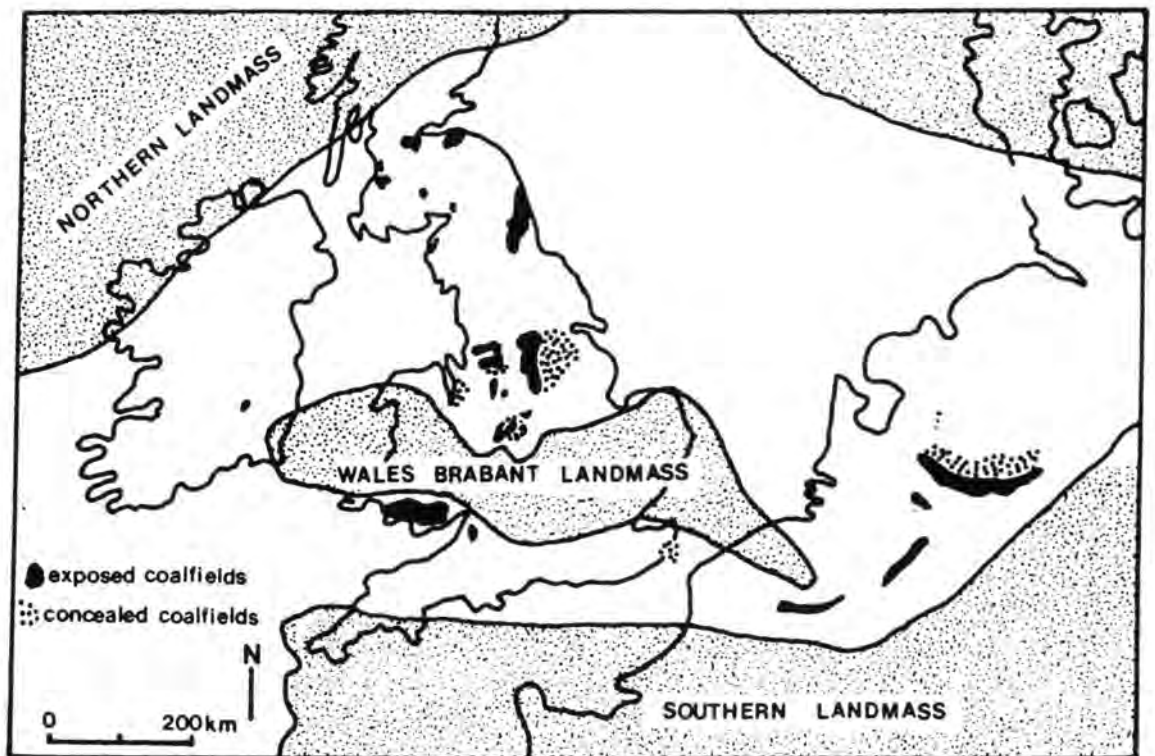 NORTHERN LANDMASS
WALES BRABANT LANDMASS
exposed coalfields
concealed coalfields
N
0 200km
SOUTHERN LANDMASS